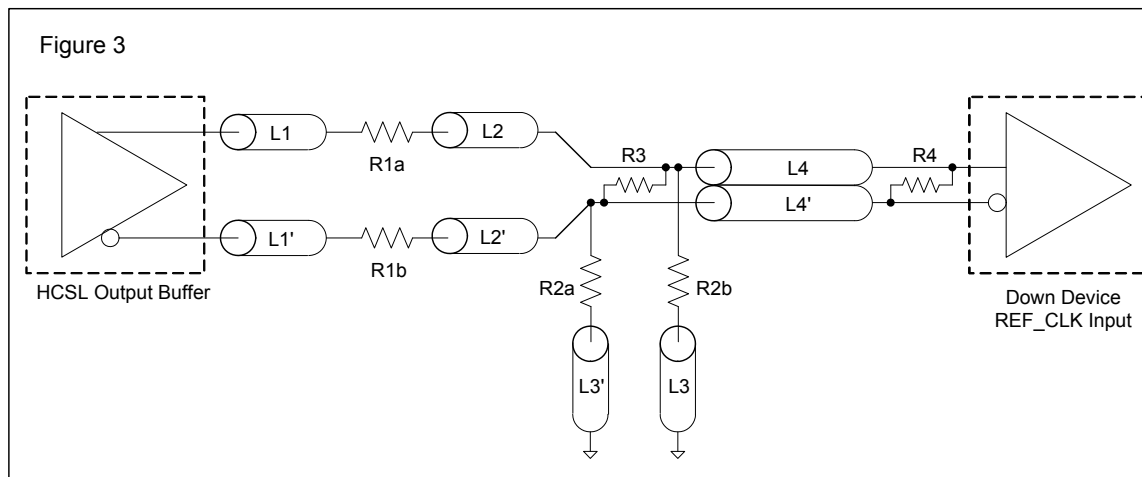 Figure 3
L1
R1a
L2
R3
L4
R4
L4'
L1'
R1b
L2'
HCSL Output Buffer
R2a
R2b
Down Device
REF_CLK Input
L3'
L3